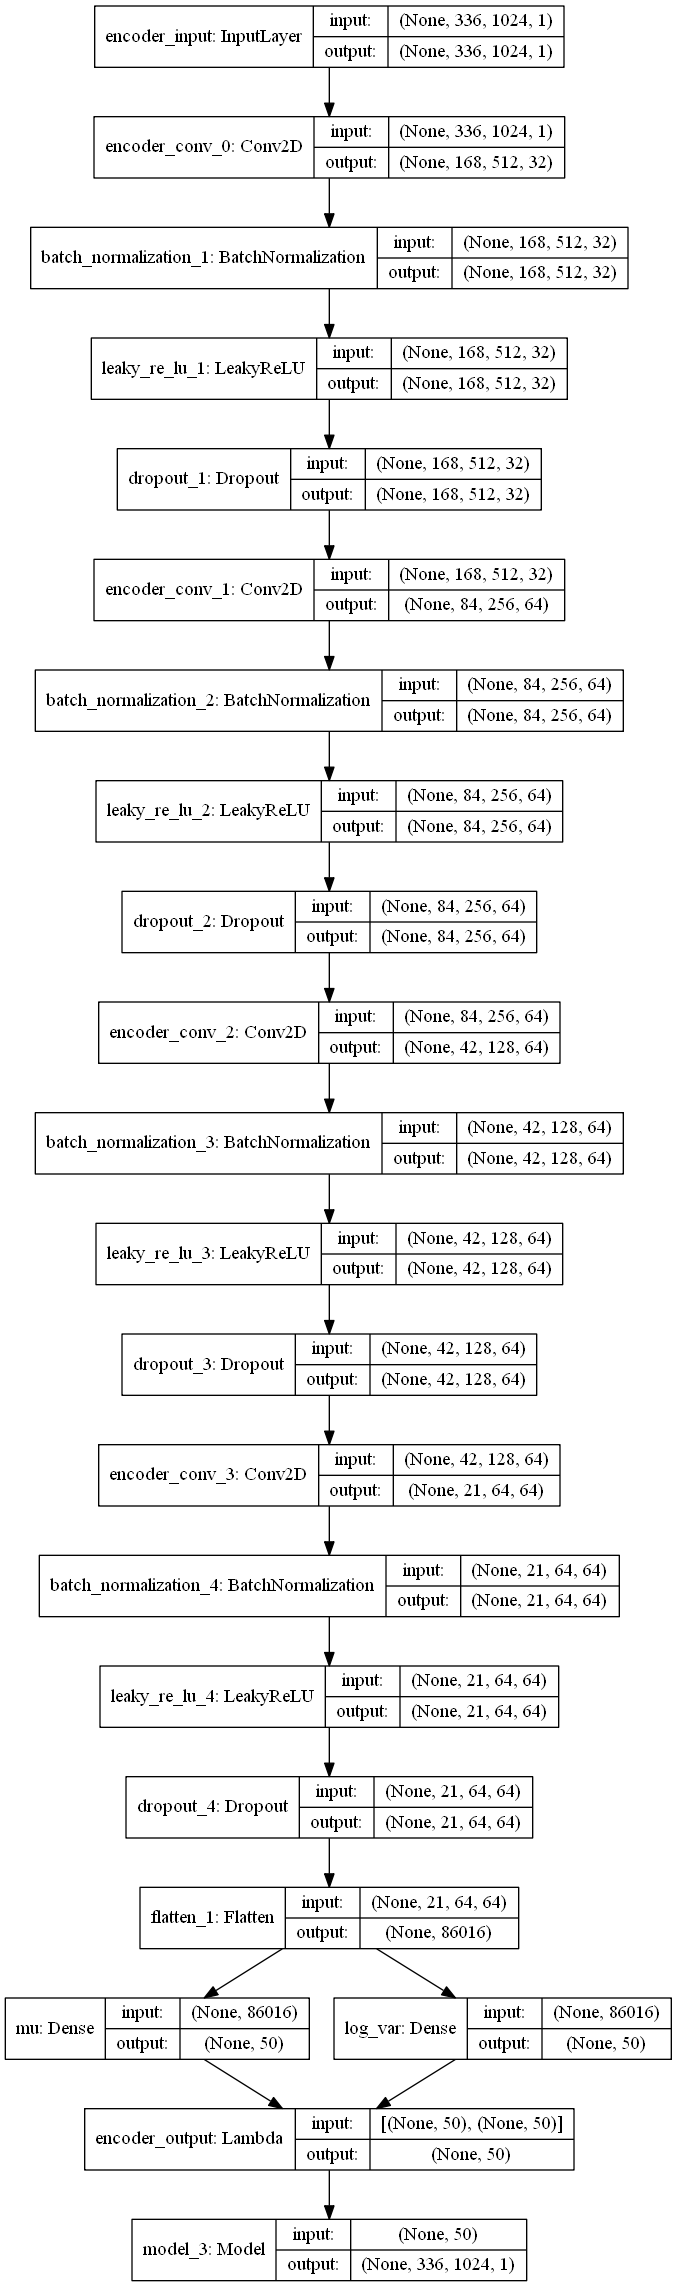 encoder_input: InputLayer
input:
(None, 336, 1024, 1)
output:
(None, 336, 1024, 1)
encoder_conv_0: Conv2D
input:
(None, 336, 1024, 1)
output:
(None, 168, 512, 32)
batch_normalization_1: BatchNormalization
input:
(None, 168, 512, 32)
output:
(None, 168, 512, 32)
leaky_re_lu_1: LeakyReLU
input:
(None, 168, 512, 32)
output:
(None, 168, 512, 32)
dropout_1: Dropout
input:
(None, 168, 512, 32)
output:
(None, 168, 512, 32)
encoder_conv_1: Conv2D
input:
(None, 168, 512, 32)
output:
(None, 84, 256, 64)
batch_normalization_2: BatchNormalization
input:
(None, 84, 256, 64)
output:
(None, 84, 256, 64)
leaky_re_lu_2: LeakyReLU
input:
(None, 84, 256, 64)
output:
(None, 84, 256, 64)
dropout_2: Dropout
input:
(None, 84, 256, 64)
output:
(None, 84, 256, 64)
encoder_conv_2: Conv2D
input:
(None, 84, 256, 64)
output:
(None, 42, 128, 64)
batch_normalization_3: BatchNormalization
input:
(None, 42, 128, 64)
output:
(None, 42, 128, 64)
leaky_re_lu_3: LeakyReLU
input:
(None, 42, 128, 64)
output:
(None, 42, 128, 64)
dropout_3: Dropout
input:
(None, 42, 128, 64)
output:
(None, 42, 128, 64)
encoder_conv_3: Conv2D
input:
(None, 42, 128, 64)
output:
(None, 21, 64, 64)
batch_normalization_4: BatchNormalization
input:
(None, 21, 64, 64)
output:
(None, 21, 64, 64)
leaky_re_lu_4: LeakyReLU
input:
(None, 21, 64, 64)
output:
(None, 21, 64, 64)
dropout_4: Dropout
input:
(None, 21, 64, 64)
output:
(None, 21, 64, 64)
flatten_1: Flatten
input:
(None, 21, 64, 64)
output:
(None, 86016)
mu: Dense
input:
(None, 86016)
output:
(None, 50)
log_var: Dense
input:
(None, 86016)
output:
(None, 50)
encoder_output: Lambda
input:
[(None, 50), (None, 50)]
output:
(None, 50)
model_3: Model
input:
(None, 50)
output:
(None, 336, 1024, 1)